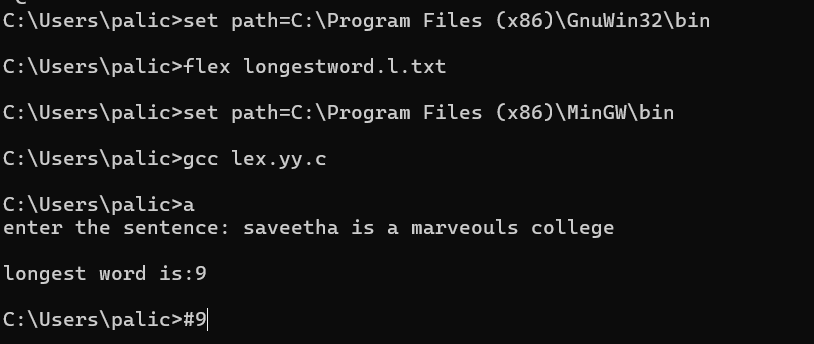 C:\Users\palic>set path=C:\Program Files (x86)\GnuWin32\bin
C:\Users\palic>flex longestword.l.txt
C:\Users\palic>set path=C:\Program Files (x86)\MinGW\bin
C:\Users\palic>gcc lex.yy.c
C:\Users\palic>a
enter the sentence: saveetha is a marveouls college
longest word is:9
C:\Users\palic>#9